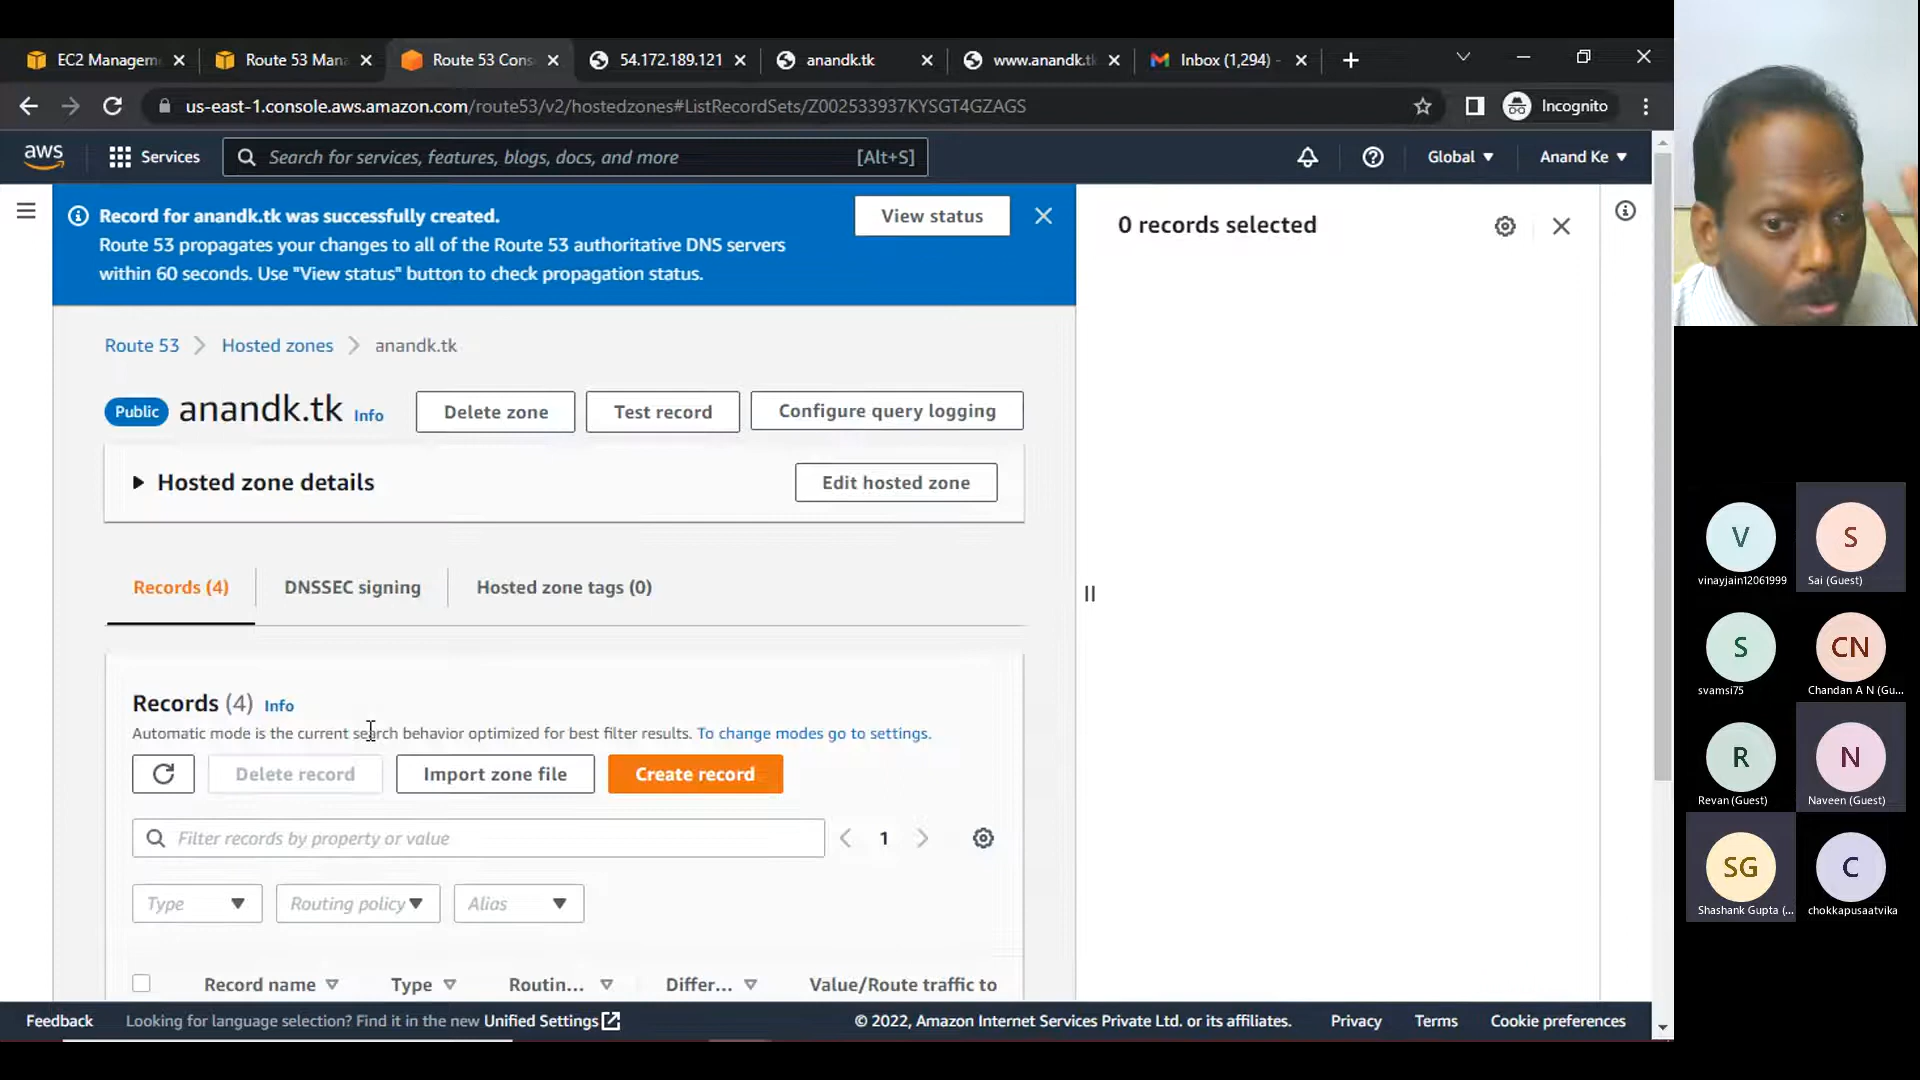 EC2 Managem
Route 53 Man
Route 53 Cons
54.172.189.121
anandk.tk
www.anandk.tk
Inbox (1,294) -
us-east-1.console.aws.amazon.com/route53/v2/hostedzones#ListRecordSets/Z002533937KYSGT4GZAGS
Incognito
aws
Services
Search for services, features, blogs, docs, and more
[Alt+S]
Global
Anand Ke
Record for anandk.tk was successfully created.
Route 53 propagates your changes to all of the Route 53 authoritative DNS servers
within 60 seconds. Use "View status" button to check propagation status.
View status
0 records selected
Route 53
Hosted zones
anandk.tk
Public
anandk.tk
Info
Delete zone
Test record
Configure query logging
Hosted zone details
Edit hosted zone
Records (4)
DNSSEC signing
Hosted zone tags (0)
Records (4)
Info
Automatic mode is the current search behavior optimized for best filter results. To change modes go to settings.
Delete record
Import zone file
Create record
Filter records by property or value
1
Type
Routing policy
Alias
Record name
Type
Routin...
Differ...
Value/Route traffic to
Feedback
Looking for language selection? Find it in the new Unified Settings
© 2022, Amazon Internet Services Private Ltd. or its affiliates.
Privacy
Terms
Cookie preferences
V
vinayjain12061999
S
Sai (Guest)
S
svamsi75
CN
Chandan A N (Gu...
R
Revan (Guest)
N
Naveen (Guest)
SG
Shashank Gupta (...
C
chokkapusaatvika